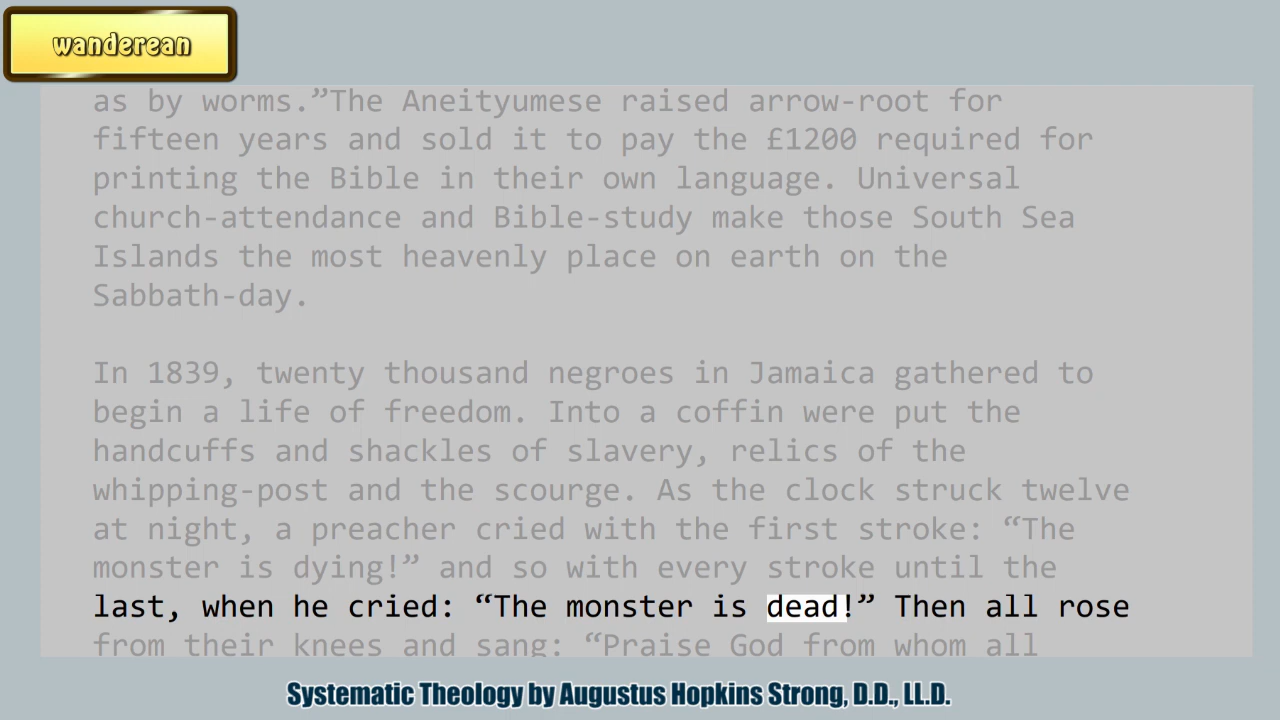 wanderean
as by worms.”The Aneityumese raised arrow-root for
fifteen years and sold it to pay the £1200 required for
printing the Bible in their own language. Universal
church-attendance and Bible-study make those South Sea
Islands the most heavenly place on earth on the
Sabbath-day.
In 1839, twenty thousand negroes in Jamaica gathered to
begin a life of freedom. Into a coffin were put the
handcuffs and shackles of slavery, relics of the
whipping-post and the scourge. As the clock struck twelve
at night, a preacher cried with the first stroke: “The
monster is dying!” and so with every stroke until the
last, when he cried: “The monster is dead!” Then all rose
from their knees and sang: “Praise God from whom all
Systematic Theology by Augustus Hopkins Strong, D.D., LL.D.